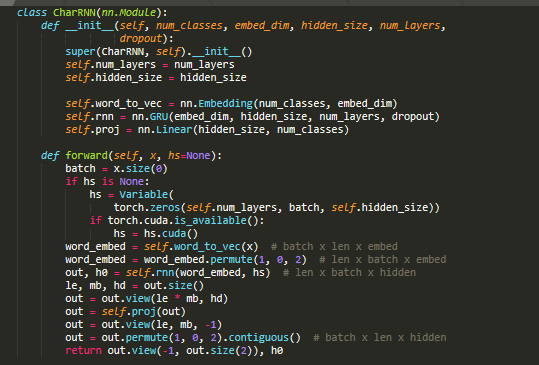 class CharRNN(nn.Module):
    def __init__(self, num_classes, embed_dim, hidden_size, num_layers,
                 dropout):
        super(CharRNN, self).__init__()
        self.num_layers = num_layers
        self.hidden_size = hidden_size

        self.word_to_vec = nn.Embedding(num_classes, embed_dim)
        self.rnn = nn.GRU(embed_dim, hidden_size, num_layers, dropout)
        self.proj = nn.Linear(hidden_size, num_classes)

    def forward(self, x, hs=None):
        batch = x.size(0)
        if hs is None:
            hs = Variable(
                torch.zeros(self.num_layers, batch, self.hidden_size))
            if torch.cuda.is_available():
                hs = hs.cuda()
        word_embed = self.word_to_vec(x)  # batch x len x embed
        word_embed = word_embed.permute(1, 0, 2)  # len x batch x embed
        out, h0 = self.rnn(word_embed, hs)  # len x batch x hidden
        le, mb, hd = out.size()
        out = out.view(le * mb, hd)
        out = self.proj(out)
        out = out.view(le, mb, -1)
        out = out.permute(1, 0, 2).contiguous()  # batch x len x hidden
        return out.view(-1, out.size(2)), h0